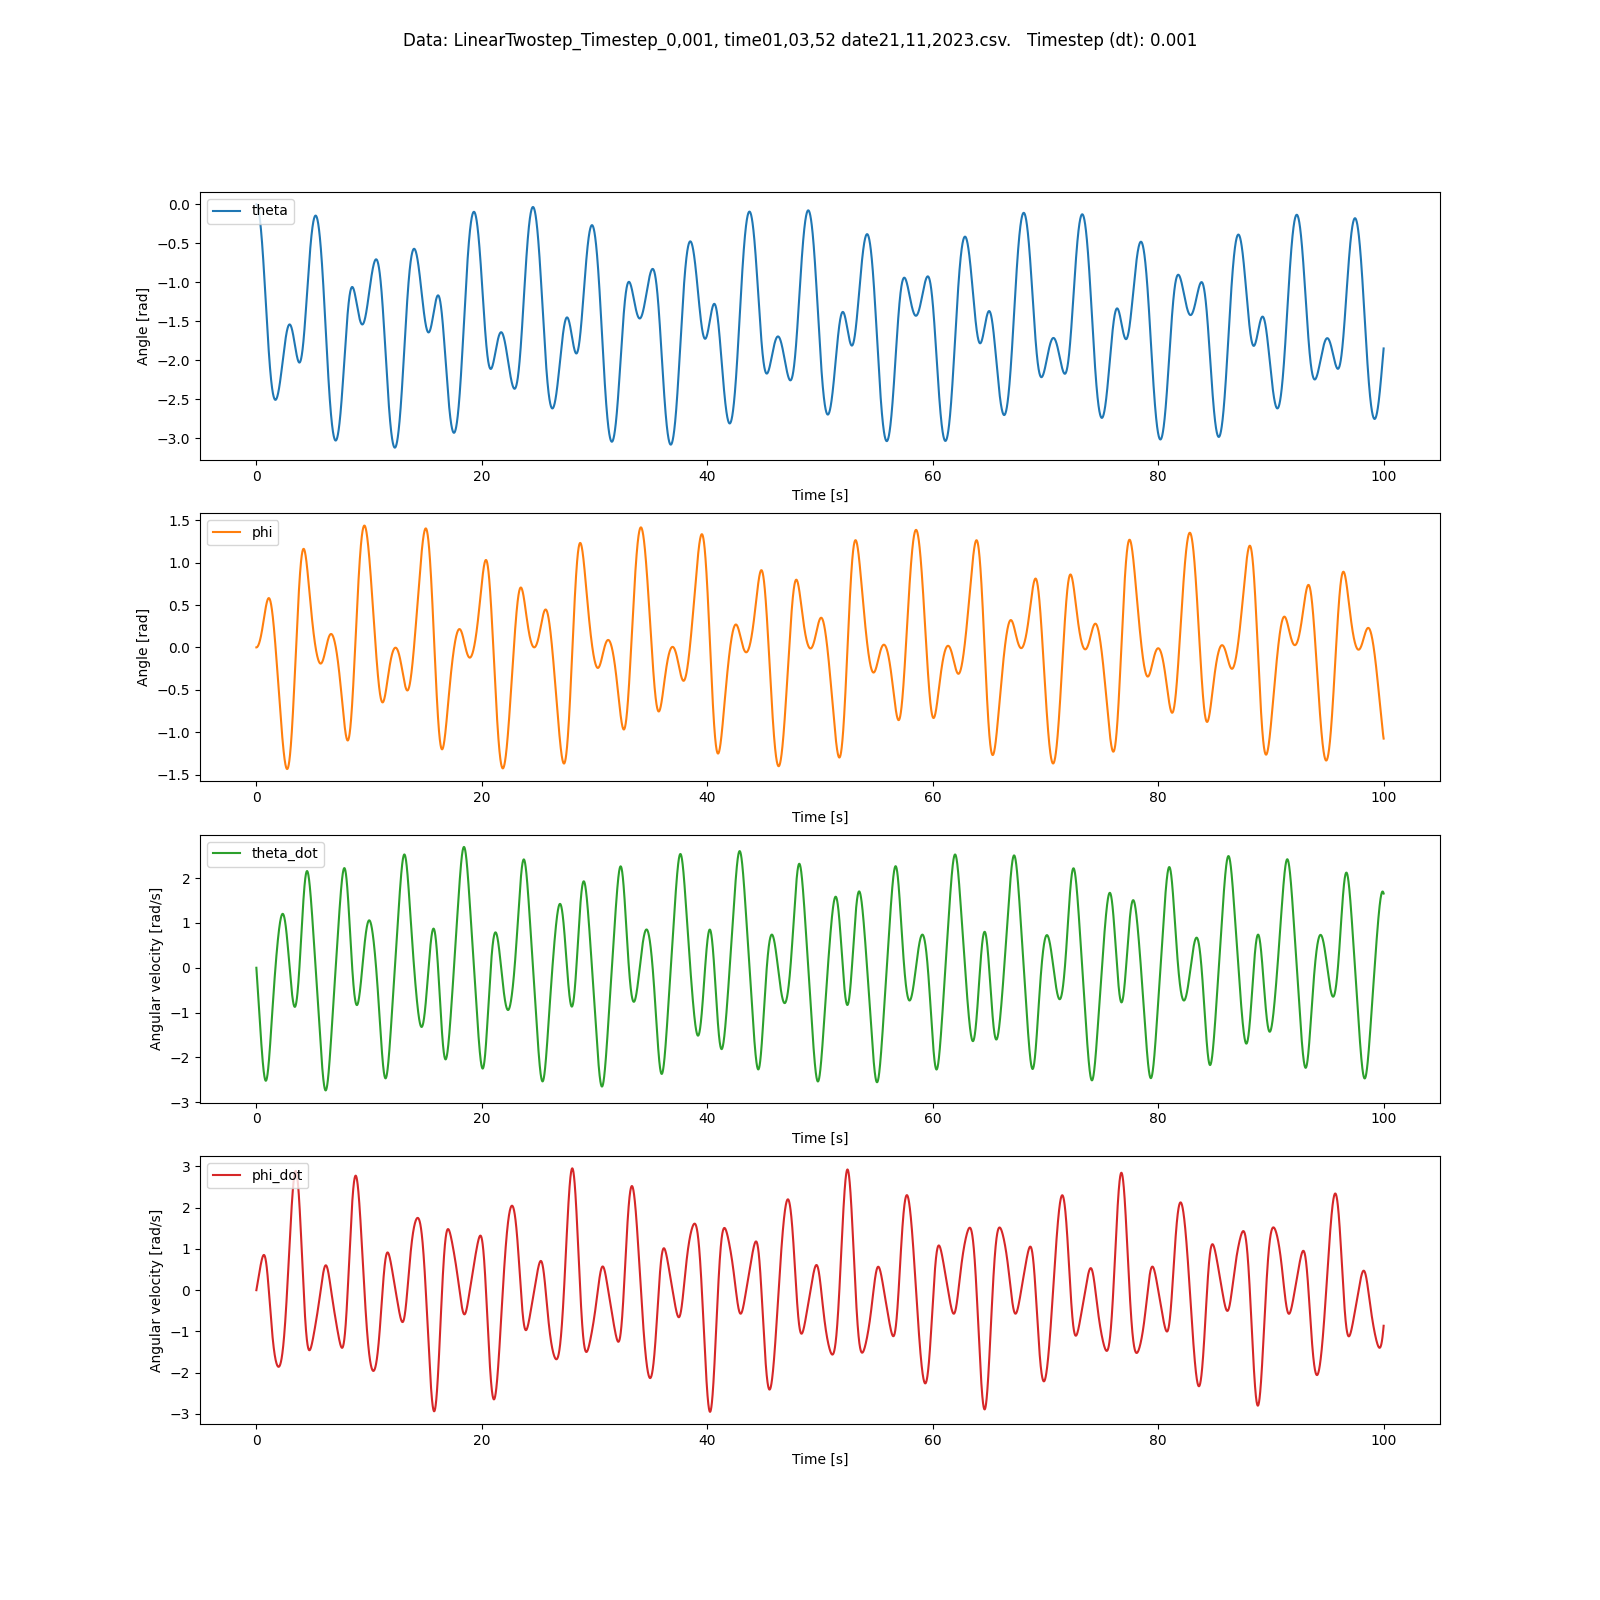 Data: LinearTwostep_Timestep_0,001, time01,03,52 date21,11,2023.csv.   Timestep (dt): 0.001
theta
0.0
−0.5
−1.0
−1.5
−2.0
−2.5
−3.0
Angle [rad]
0 20 40 60 80 100
Time [s]
phi
1.5
1.0
0.5
0.0
−0.5
−1.0
−1.5
Angle [rad]
0 20 40 60 80 100
Time [s]
theta_dot
2
1
0
−1
−2
−3
Angular velocity [rad/s]
0 20 40 60 80 100
Time [s]
phi_dot
3
2
1
0
−1
−2
−3
Angular velocity [rad/s]
0 20 40 60 80 100
Time [s]